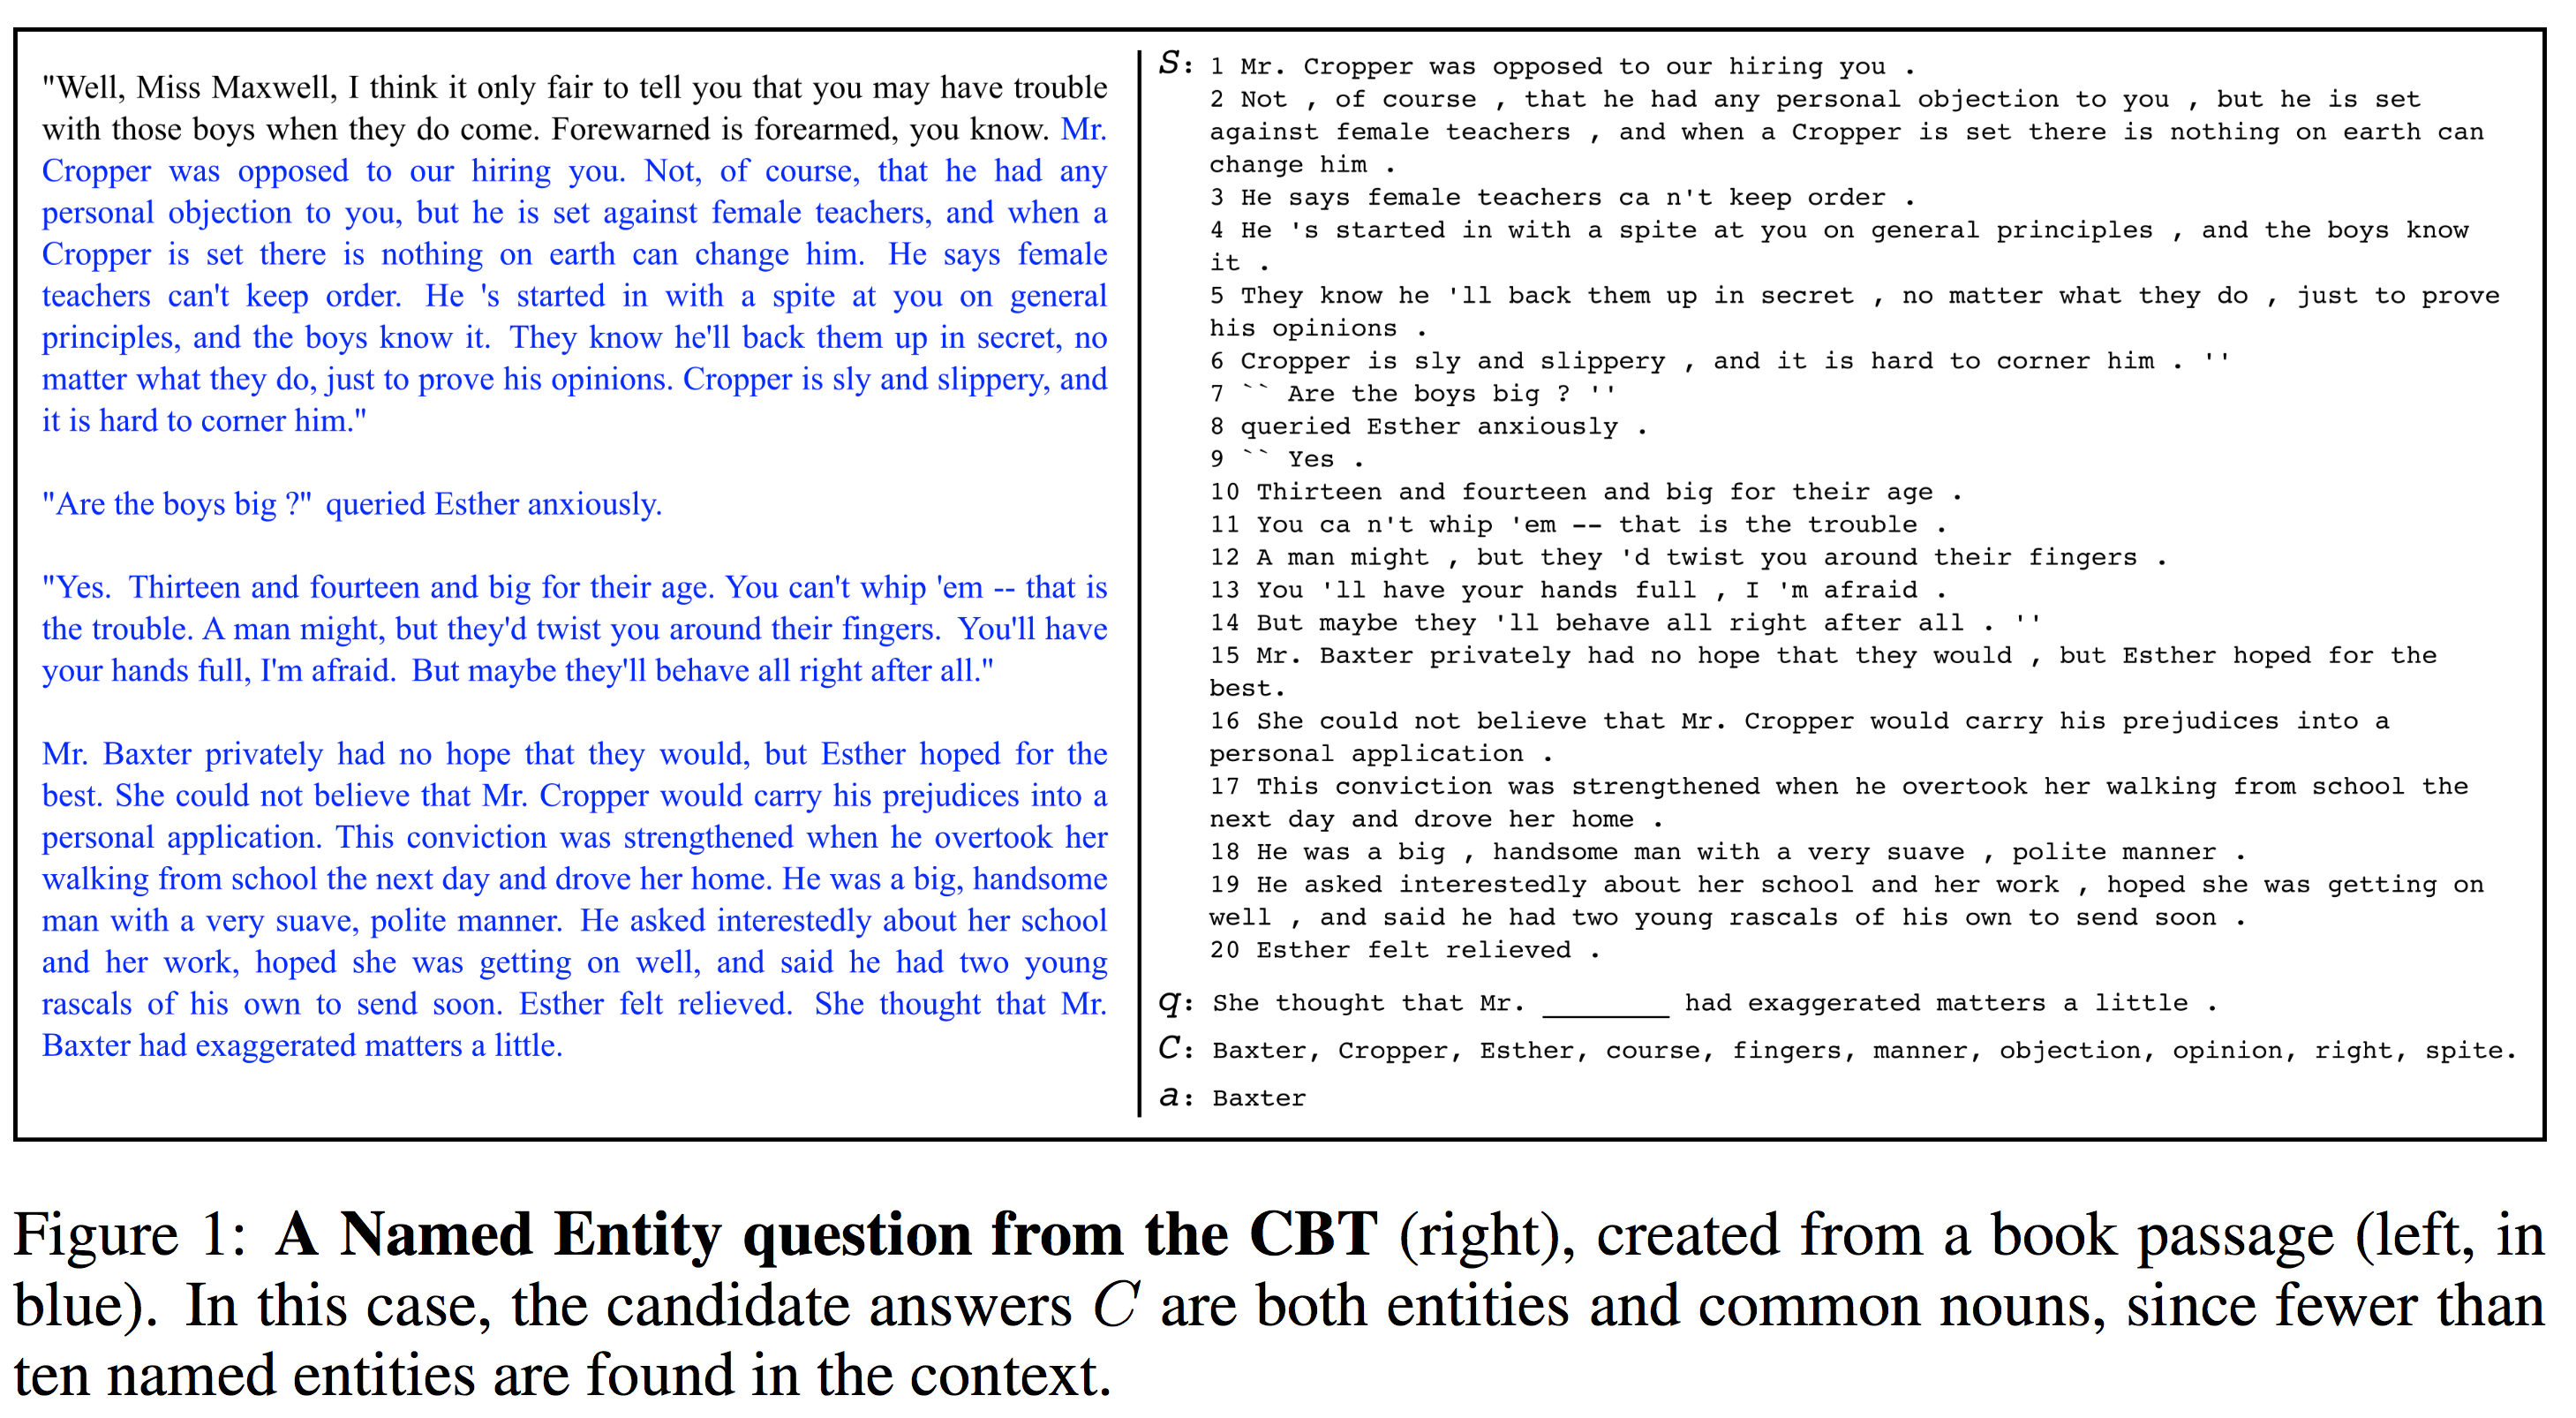 "Well, Miss Maxwell, I think it only fair to tell you that you may have trouble
with those boys when they do come. Forewarned is forearmed, you know. Mr.
Cropper was opposed to our hiring you. Not, of course, that he had any
personal objection to you, but he is set against female teachers, and when a
Cropper is set there is nothing on earth can change him. He says female
teachers can't keep order. He 's started in with a spite at you on general
principles, and the boys know it. They know he'll back them up in secret, no
matter what they do, just to prove his opinions. Cropper is sly and slippery, and
it is hard to corner him."
"Are the boys big ?" queried Esther anxiously.
"Yes. Thirteen and fourteen and big for their age. You can't whip 'em -- that is
the trouble. A man might, but they'd twist you around their fingers. You'll have
your hands full, I'm afraid. But maybe they'll behave all right after all."
Mr. Baxter privately had no hope that they would, but Esther hoped for the
best. She could not believe that Mr. Cropper would carry his prejudices into a
personal application. This conviction was strengthened when he overtook her
walking from school the next day and drove her home. He was a big, handsome
man with a very suave, polite manner. He asked interestedly about her school
and her work, hoped she was getting on well, and said he had two young
rascals of his own to send soon. Esther felt relieved. She thought that Mr.
Baxter had exaggerated matters a little.
S: 1 Mr. Cropper was opposed to our hiring you .
2 Not , of course , that he had any personal objection to you , but he is set
against female teachers , and when a Cropper is set there is nothing on earth can
change him .
3 He says female teachers ca n't keep order .
4 He 's started in with a spite at you on general principles , and the boys know
it .
5 They know he 'll back them up in secret , no matter what they do , just to prove
his opinions .
6 Cropper is sly and slippery , and it is hard to corner him . ''
7 `` Are the boys big ? ''
8 queried Esther anxiously .
9 `` Yes .
10 Thirteen and fourteen and big for their age .
11 You ca n't whip 'em -- that is the trouble .
12 A man might , but they 'd twist you around their fingers .
13 You 'll have your hands full , I 'm afraid .
14 But maybe they 'll behave all right after all . ''
15 Mr. Baxter privately had no hope that they would , but Esther hoped for the
best.
16 She could not believe that Mr. Cropper would carry his prejudices into a
personal application .
17 This conviction was strengthened when he overtook her walking from school the
next day and drove her home .
18 He was a big , handsome man with a very suave , polite manner .
19 He asked interestedly about her school and her work , hoped she was getting on
well , and said he had two young rascals of his own to send soon .
20 Esther felt relieved .
q: She thought that Mr. ________ had exaggerated matters a little .
C: Baxter, Cropper, Esther, course, fingers, manner, objection, opinion, right, spite.
a: Baxter
Figure 1: A Named Entity question from the CBT (right), created from a book passage (left, in
blue). In this case, the candidate answers C are both entities and common nouns, since fewer than
ten named entities are found in the context.